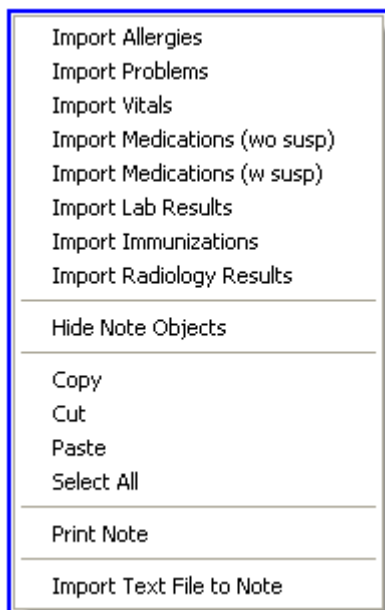 Import Allergies
Import Problems
Import Vitals
Import Medications (wo susp)
Import Medications (w susp)
Import Lab Results
Import Immunizations
Import Radiology Results
Hide Note Objects
Copy
Cut
Paste
Select All
Print Note
Import Text File to Note